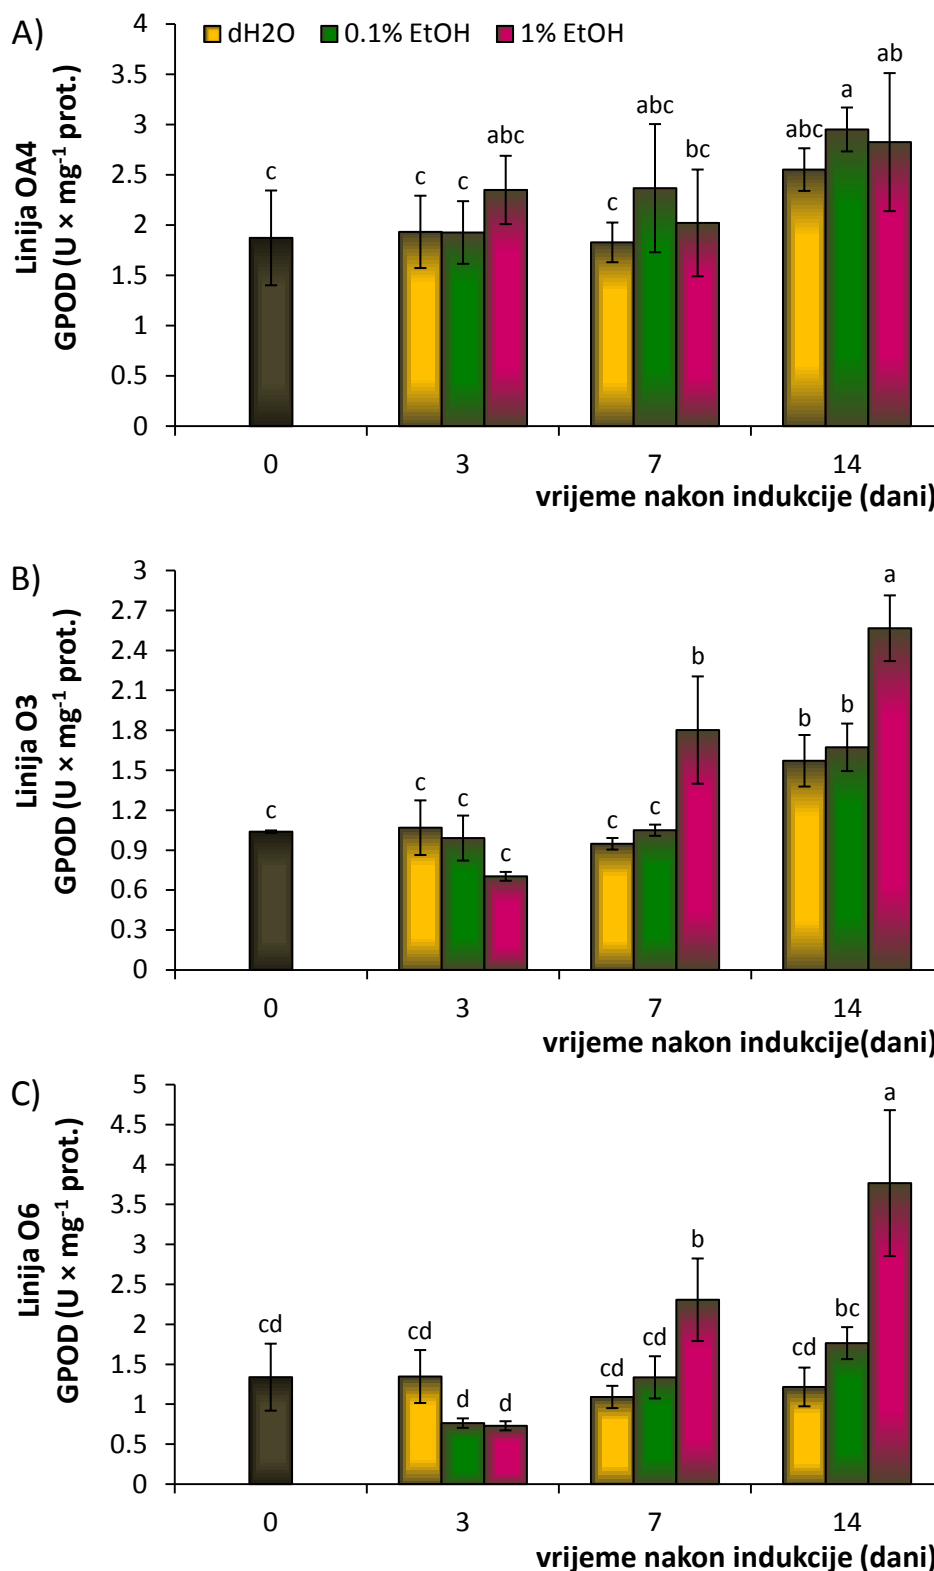 A)
dH2O 0.1% EtOH 1% EtOH
Linija OA4
GPOD (U × mg⁻¹ prot.)
4
3.5
3
2.5
2
1.5
1
0.5
0
c
c c abc
c abc bc
abc a ab
0 3 7 14
vrijeme nakon indukcije (dani)
B)
Linija O3
GPOD (U × mg⁻¹ prot.)
3
2.7
2.4
2.1
1.8
1.5
1.2
0.9
0.6
0.3
0
c
c c c
c c b
b b a
0 3 7 14
vrijeme nakon indukcije(dani)
C)
Linija O6
GPOD (U × mg⁻¹ prot.)
5
4.5
4
3.5
3
2.5
2
1.5
1
0.5
0
cd
cd d d
cd cd b
cd bc a
0 3 7 14
vrijeme nakon indukcije (dani)